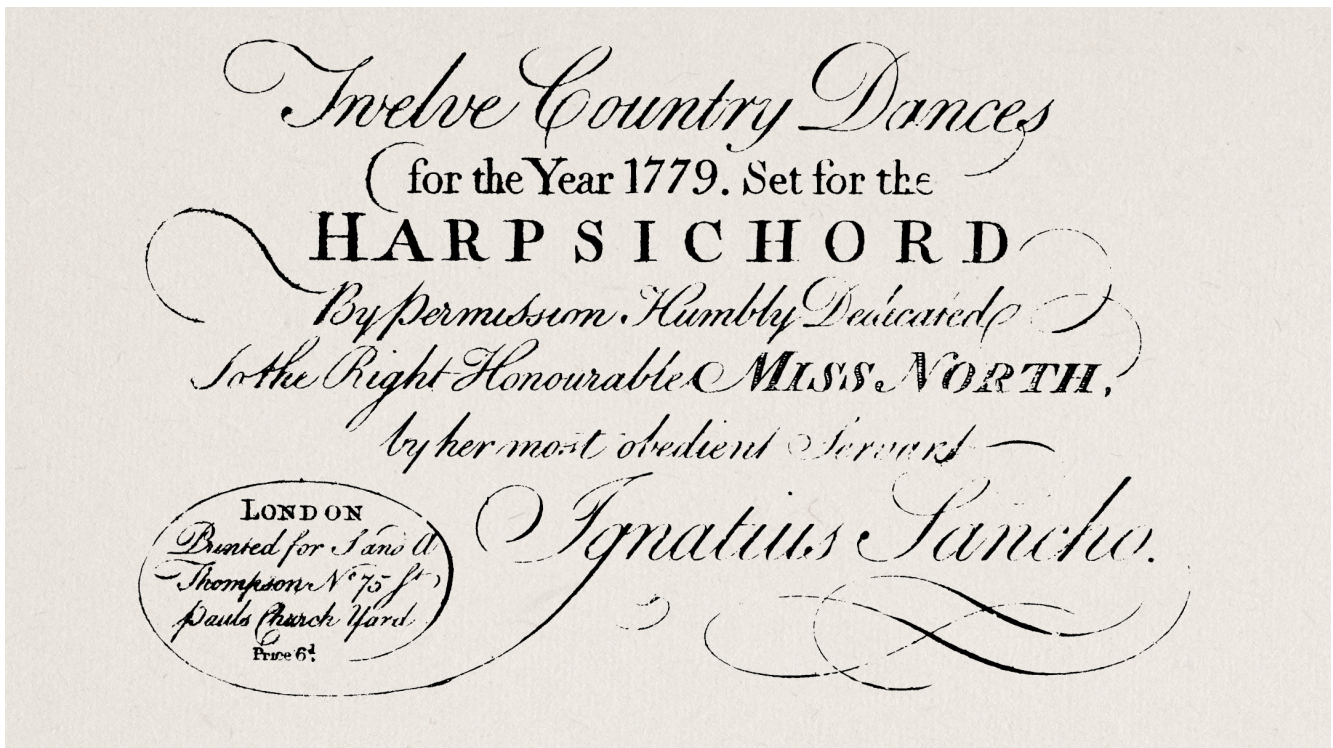 Twelve Country Dances
for the Year 1779. Set for the
HARPSICHORD
By permission Humbly Dedicated
To the Right Honourable MISS NORTH,
by her most obedient Servant
Ignatius Sancho.
LONDON
Printed for S and A
Thompson No 75 St
Pauls Church Yard
Price 6d.